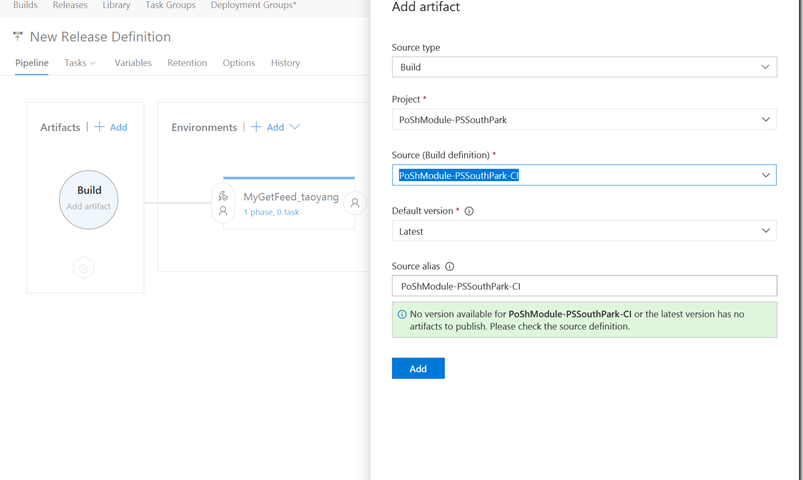 Builds Releases Library Task Groups Deployment Groups*
New Release Definition
Pipeline Tasks Variables Retention Options History
Artifacts | + Add
Build
Add artifact
Environments | + Add
MyGetFeed_taoyang
1 phase, 0 task
Add artifact
Source type
Build
Project *
PoShModule-PSSouthPark
Source (Build definition) *
PoShModule-PSSouthPark-CI
Default version *
Latest
Source alias
PoShModule-PSSouthPark-CI
No version available for PoShModule-PSSouthPark-CI or the latest version has no
artifacts to publish. Please check the source definition.
Add